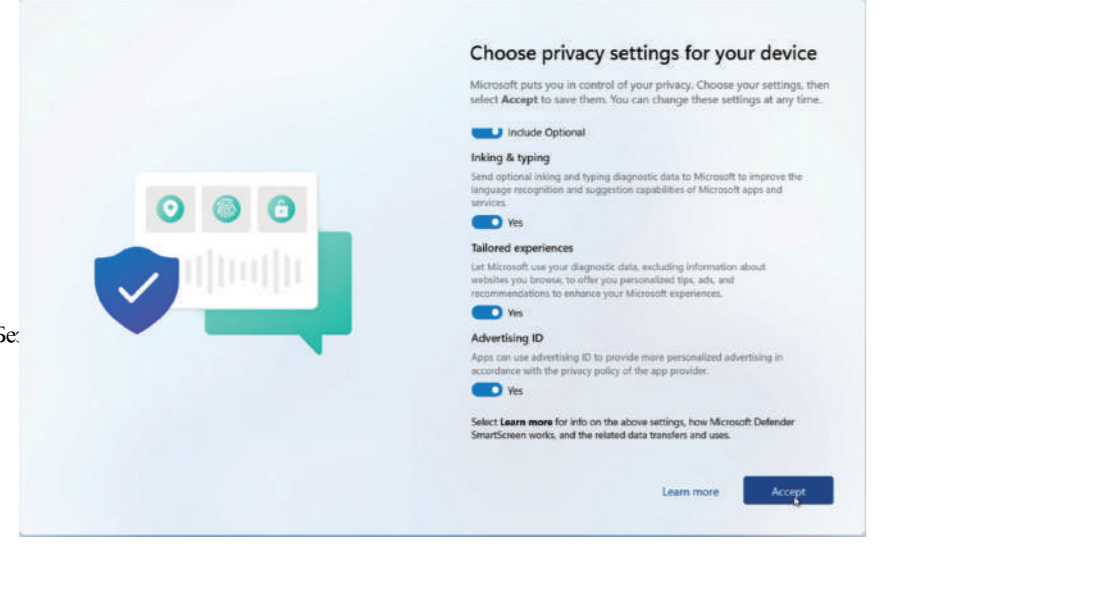 Choose privacy settings for your device
Microsoft puts you in control of your privacy. Choose your settings, then
select Accept to save them. You can change these settings at any time.
Include Optional
Inking & typing
Send optional inking and typing diagnostic data to Microsoft to improve the
language recognition and suggestion capabilities of Microsoft apps and
services.
Yes
Tailored experiences
Let Microsoft use your diagnostic data, excluding information about
websites you browse, to offer you personalized tips, ads, and
recommendations to enhance your Microsoft experiences.
Yes
Advertising ID
Apps can use advertising ID to provide more personalized advertising in
accordance with the privacy policy of the app provider.
Yes
Select Learn more for info on the above settings, how Microsoft Defender
SmartScreen works, and the related data transfers and uses.
Learn more
Accept